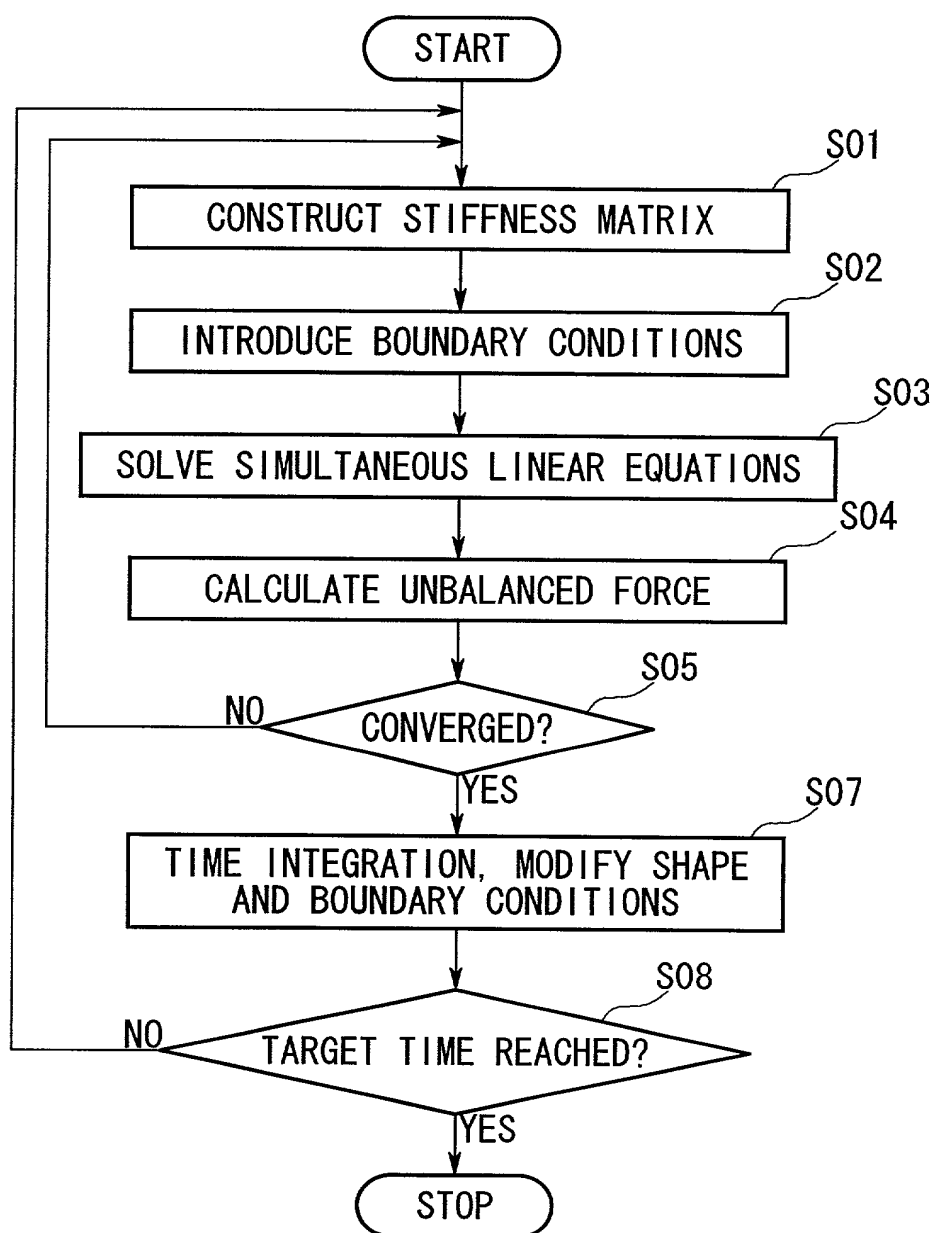 START
S01
CONSTRUCT STIFFNESS MATRIX
S02
INTRODUCE BOUNDARY CONDITIONS
S03
SOLVE SIMULTANEOUS LINEAR EQUATIONS
S04
CALCULATE UNBALANCED FORCE
S05
NO
CONVERGED?
YES
S07
TIME INTEGRATION, MODIFY SHAPE
AND BOUNDARY CONDITIONS
S08
NO
TARGET TIME REACHED?
YES
STOP